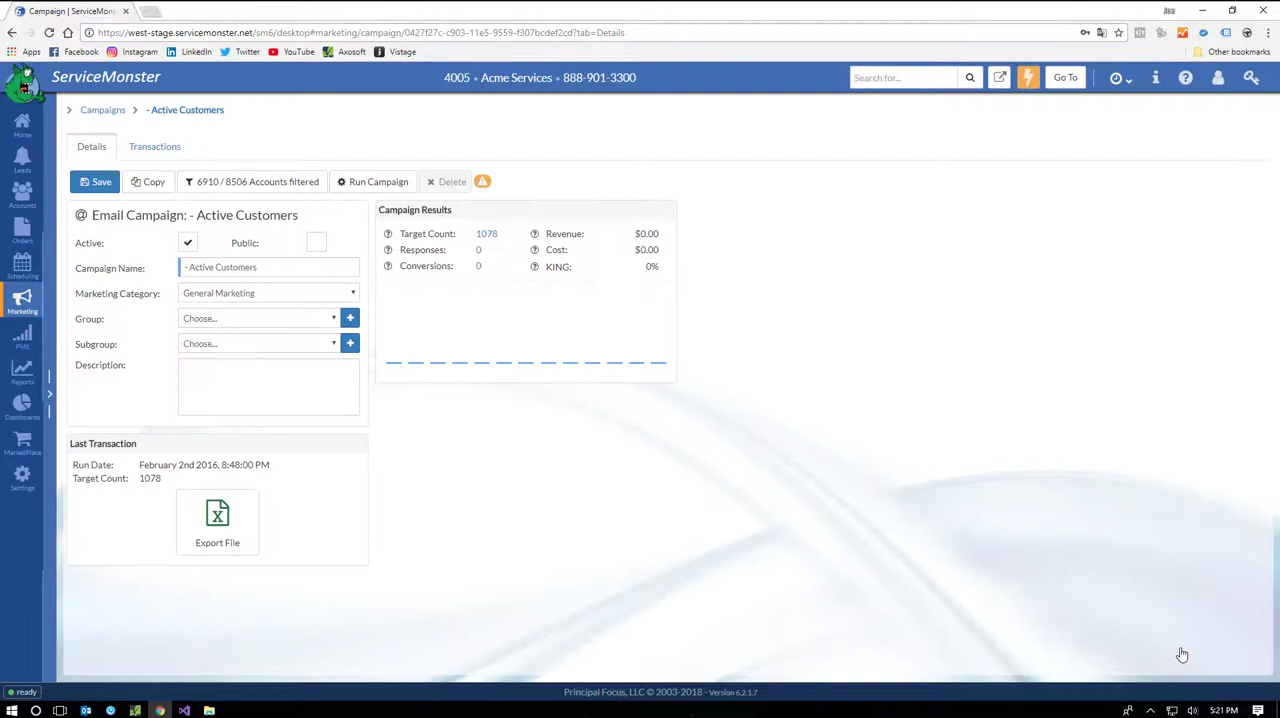 Campaign | ServiceMonst
https://west-stage.servicemonster.net/sm6/desktop#marketing/campaign/0427f27c-c903-11e5-9559-f307bcdef2cd?tab=Details
Apps Facebook Instagram LinkedIn Twitter YouTube Axosoft Vistage Other bookmarks
ServiceMonster 4005 • Acme Services • 888-901-3300 Search for... Go To
Campaigns - Active Customers
Home
Leads
Accounts
Orders
Scheduling
Marketing
FMS
Reports
Dashboards
MarketPlace
Settings
Details Transactions
Save Copy 6910 / 8506 Accounts filtered Run Campaign Delete
@ Email Campaign: - Active Customers
Active: Public:
Campaign Name: - Active Customers
Marketing Category: General Marketing
Group: Choose...
Subgroup: Choose...
Description:
Campaign Results
Target Count: 1078 Revenue: $0.00
Responses: 0 Cost: $0.00
Conversions: 0 KING: 0%
Last Transaction
Run Date: February 2nd 2016, 8:48:00 PM
Target Count: 1078
Export File
ready Principal Focus, LLC © 2003-2018 - Version 6.2.1.7
5:21 PM